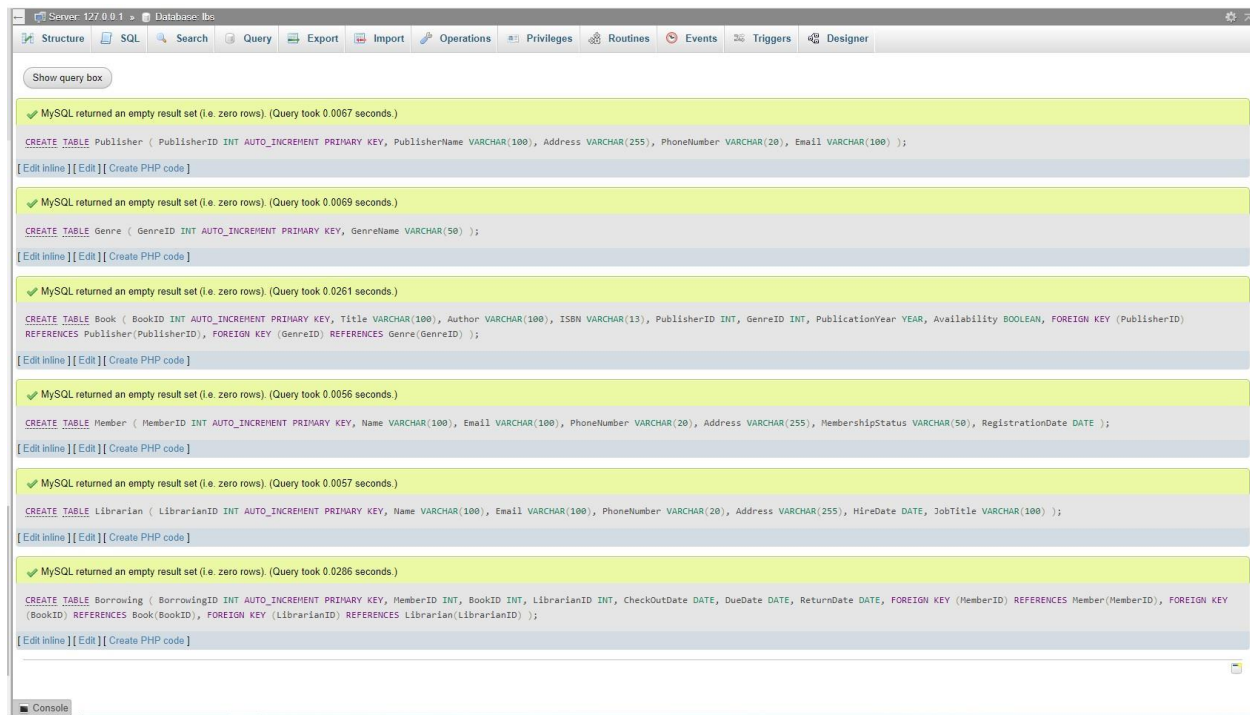 Server: 127.0.0.1 » Database: lbs
Structure SQL Search Query Export Import Operations Privileges Routines Events Triggers Designer
Show query box
MySQL returned an empty result set (i.e. zero rows). (Query took 0.0067 seconds.)
CREATE TABLE Publisher ( PublisherID INT AUTO_INCREMENT PRIMARY KEY, PublisherName VARCHAR(100), Address VARCHAR(255), PhoneNumber VARCHAR(20), Email VARCHAR(100) );
[ Edit inline ] [ Edit ] [ Create PHP code ]
MySQL returned an empty result set (i.e. zero rows). (Query took 0.0069 seconds.)
CREATE TABLE Genre ( GenreID INT AUTO_INCREMENT PRIMARY KEY, GenreName VARCHAR(50) );
[ Edit inline ] [ Edit ] [ Create PHP code ]
MySQL returned an empty result set (i.e. zero rows). (Query took 0.0261 seconds.)
CREATE TABLE Book ( BookID INT AUTO_INCREMENT PRIMARY KEY, Title VARCHAR(100), Author VARCHAR(100), ISBN VARCHAR(13), PublisherID INT, GenreID INT, PublicationYear YEAR, Availability BOOLEAN, FOREIGN KEY (PublisherID)
REFERENCES Publisher(PublisherID), FOREIGN KEY (GenreID) REFERENCES Genre(GenreID) );
[ Edit inline ] [ Edit ] [ Create PHP code ]
MySQL returned an empty result set (i.e. zero rows). (Query took 0.0056 seconds.)
CREATE TABLE Member ( MemberID INT AUTO_INCREMENT PRIMARY KEY, Name VARCHAR(100), Email VARCHAR(100), PhoneNumber VARCHAR(20), Address VARCHAR(255), MembershipStatus VARCHAR(50), RegistrationDate DATE );
[ Edit inline ] [ Edit ] [ Create PHP code ]
MySQL returned an empty result set (i.e. zero rows). (Query took 0.0057 seconds.)
CREATE TABLE Librarian ( LibrarianID INT AUTO_INCREMENT PRIMARY KEY, Name VARCHAR(100), Email VARCHAR(100), PhoneNumber VARCHAR(20), Address VARCHAR(255), HireDate DATE, JobTitle VARCHAR(100) );
[ Edit inline ] [ Edit ] [ Create PHP code ]
MySQL returned an empty result set (i.e. zero rows). (Query took 0.0286 seconds.)
CREATE TABLE Borrowing ( BorrowingID INT AUTO_INCREMENT PRIMARY KEY, MemberID INT, BookID INT, LibrarianID INT, CheckOutDate DATE, DueDate DATE, ReturnDate DATE, FOREIGN KEY (MemberID) REFERENCES Member(MemberID), FOREIGN KEY
(BookID) REFERENCES Book(BookID), FOREIGN KEY (LibrarianID) REFERENCES Librarian(LibrarianID) );
[ Edit inline ] [ Edit ] [ Create PHP code ]
Console